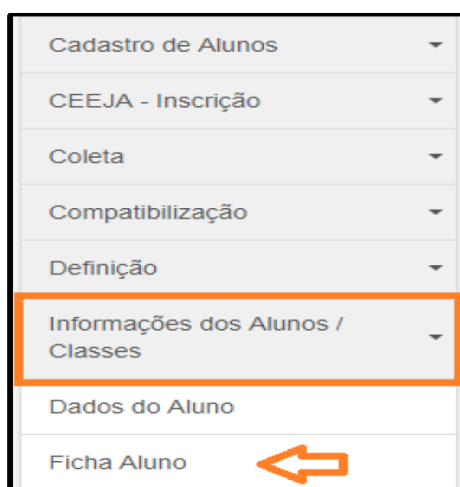 Cadastro de Alunos
CEEJA - Inscrição
Coleta
Compatibilização
Definição
Informações dos Alunos /
Classes
Dados do Aluno
Ficha Aluno